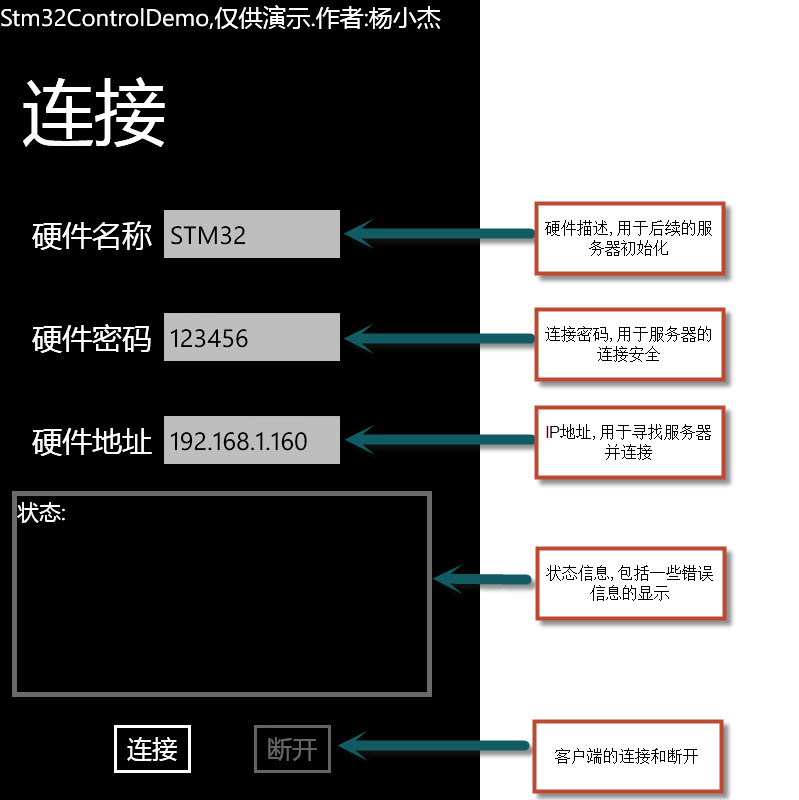 Stm32ControlDemo,仅供演示.作者:杨小杰
连接
硬件名称
STM32
硬件描述,用于后续的服
务器初始化
硬件密码
123456
连接密码,用于服务器的
连接安全
硬件地址
192.168.1.160
IP地址,用于寻找服务器
并连接
状态:
状态信息,包括一些错误
信息的显示
连接
断开
客户端的连接和断开